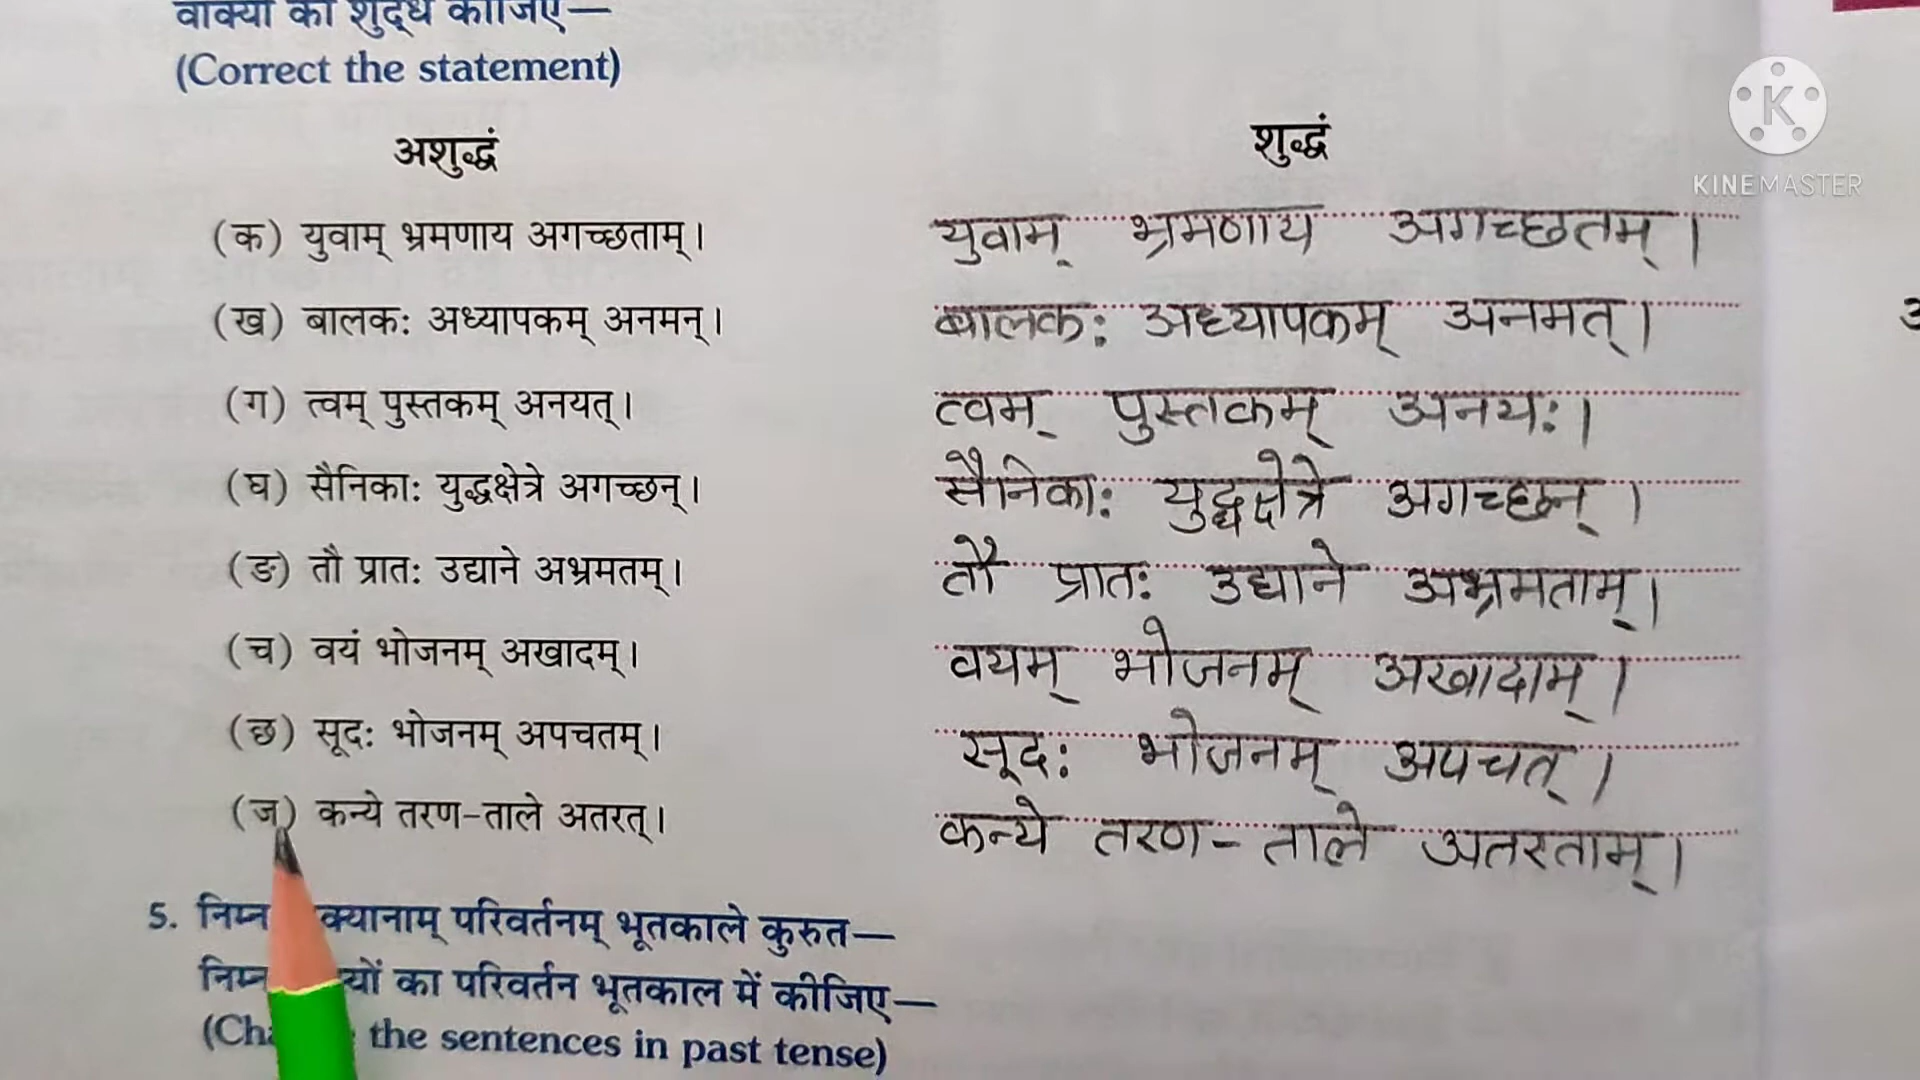 वाक्यों को शुद्ध कीजिए—
(Correct the statement)
अशुद्धं शुद्धं
KINEMASTER
(क) युवाम् भ्रमणाय अगच्छताम्। युवाम् भ्रमणाय अगच्छतम्।
(ख) बालकः अध्यापकम् अनमन्। बालकः अध्यापकम् अनमत्।
(ग) त्वम् पुस्तकम् अनयत्। त्वम् पुस्तकम् अनयः।
(घ) सैनिकाः युद्धक्षेत्रे अगच्छन्। सैनिकाः युद्धक्षेत्रे अगच्छन्।
(ङ) तौ प्रातः उद्याने अभ्रमतम्। तौ प्रातः उद्याने अभ्रमताम्।
(च) वयं भोजनम् अखादम्। वयम् भोजनम् अखादाम्।
(छ) सूदः भोजनम् अपचतम्। सूदः भोजनम् अपचत्।
(ज) कन्ये तरण-ताले अतरत्। कन्ये तरण-ताले अतरताम्।
5. परिवर्तनम् भूतकाले कुरुत—
का परिवर्तन भूतकाल में कीजिए—
the sentences in past tense)